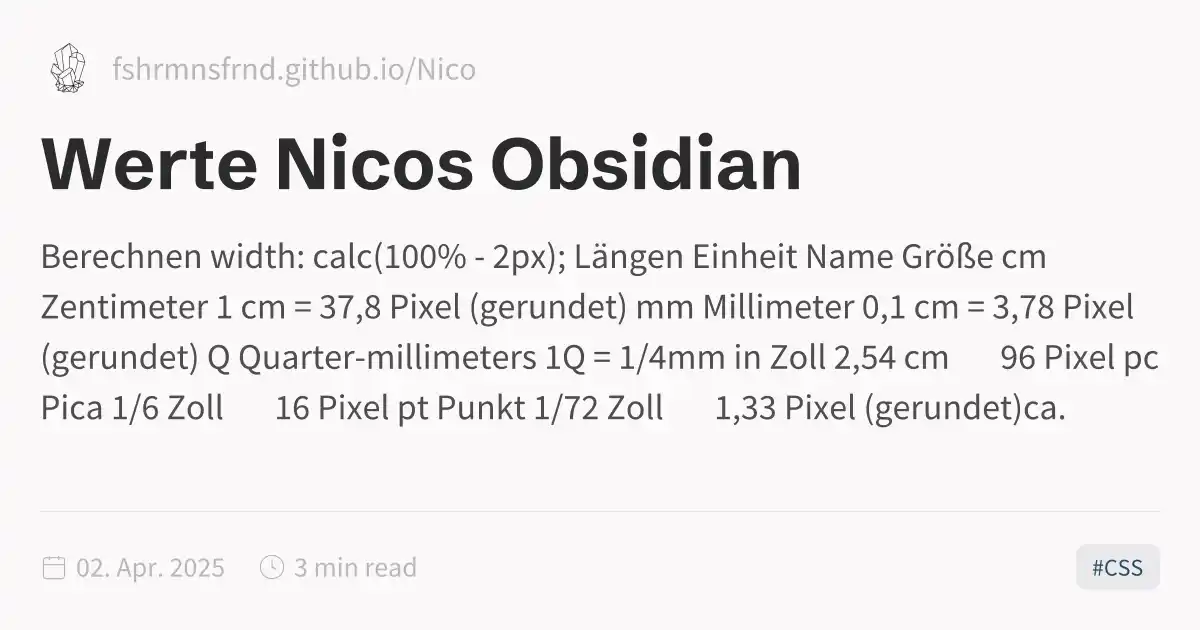 fshrmnsfrnd.github.io/Nico
Werte Nicos Obsidian
Berechnen width: calc(100% - 2px); Längen Einheit Name Größe cm
Zentimeter 1 cm = 37,8 Pixel (gerundet) mm Millimeter 0,1 cm = 3,78 Pixel
(gerundet) Q Quarter-millimeters 1Q = 1/4mm in Zoll 2,54 cm 96 Pixel pc
Pica 1/6 Zoll 16 Pixel pt Punkt 1/72 Zoll 1,33 Pixel (gerundet)ca.
02. Apr. 2025 3 min read #CSS